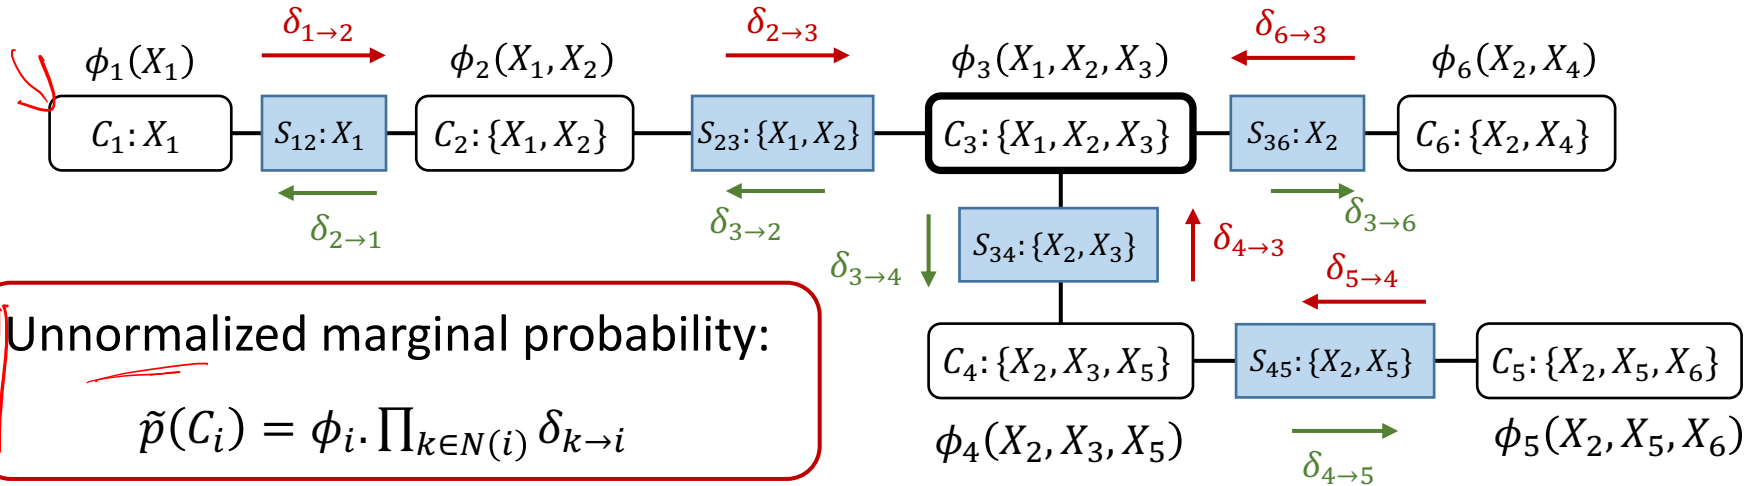 δ₁→₂ δ₂→₃ δ₆→₃
ϕ₁(X₁) ϕ₂(X₁, X₂) ϕ₃(X₁, X₂, X₃) ϕ₆(X₂, X₄)
C₁: X₁ S₁₂: X₁ C₂: {X₁, X₂} S₂₃: {X₁, X₂} C₃: {X₁, X₂, X₃} S₃₆: X₂ C₆: {X₂, X₄}
δ₂→₁ δ₃→₂ δ₃→₆
δ₃→₄ S₃₄: {X₂, X₃} δ₄→₃
δ₅→₄
C₄: {X₂, X₃, X₅} S₄₅: {X₂, X₅} C₅: {X₂, X₅, X₆}
ϕ₄(X₂, X₃, X₅) δ₄→₅ ϕ₅(X₂, X₅, X₆)
Unnormalized marginal probability:
p̃(Cᵢ) = ϕᵢ. ∏ₖ∈N(ᵢ) δₖ→ᵢ